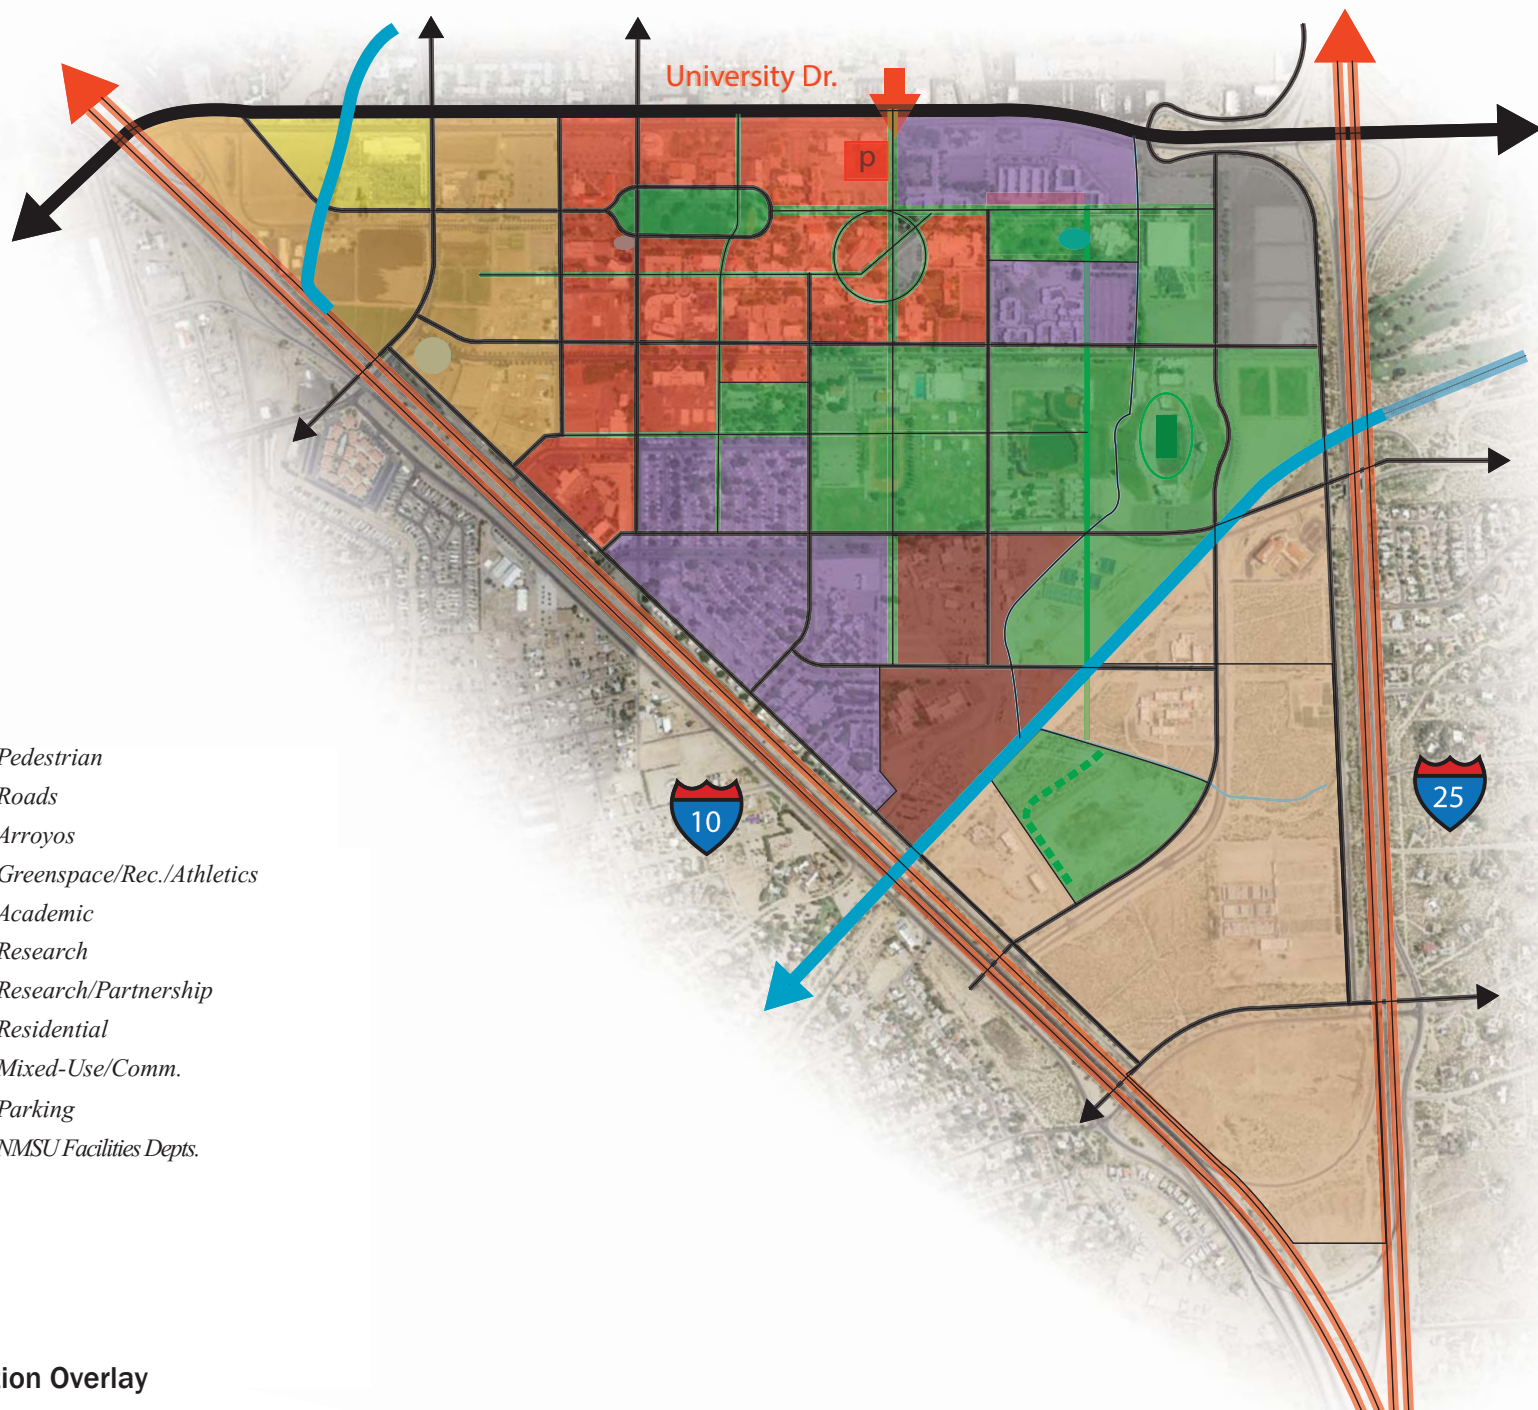 University Dr.
p
10
25
Pedestrian
Roads
Arroyos
Greenspace/Rec./Athletics
Academic
Research
Research/Partnership
Residential
Mixed-Use/Comm.
Parking
NMSU Facilities Depts.
tion Overlay